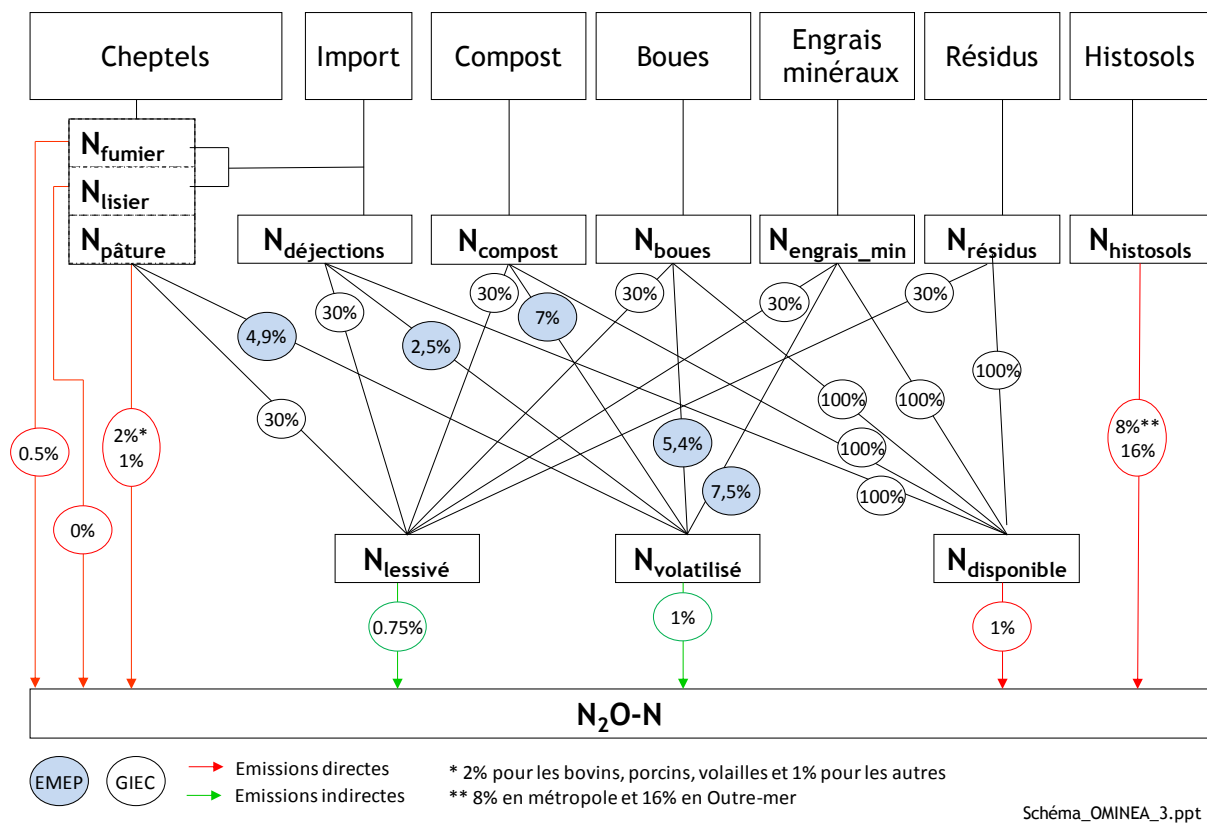 Cheptels
Import
Compost
Boues
Engrais
minéraux
Résidus
Histosols
Nfumier
Nlisier
Npâture
Ndéjections
Ncompost
Nboues
Nengrais_min
Nrésidus
Nhistosols
4,9%
30%
2,5%
30%
7%
30%
30%
30%
30%
100%
100%
100%
100%
100%
5,4%
7,5%
0.5%
0%
2%*
1%
8%**
16%
Nlessivé
Nvolatilisé
Ndisponible
0.75%
1%
1%
N₂O-N
EMEP
GIEC
Emissions directes
Emissions indirectes
* 2% pour les bovins, porcins, volailles et 1% pour les autres
** 8% en métropole et 16% en Outre-mer
Schéma_OMINEA_3.ppt